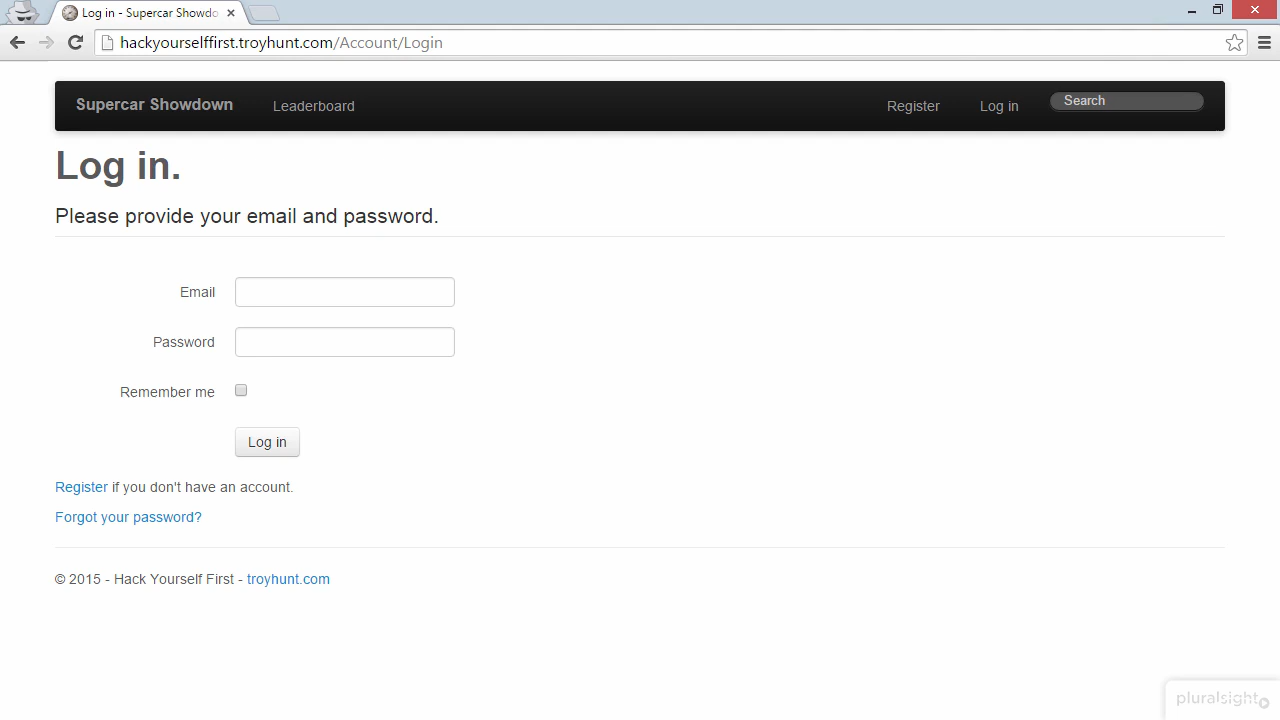 Log in - Supercar Showdo
hackyourselffirst.troyhunt.com/Account/Login
Supercar Showdown Leaderboard Register Log in Search
Log in.
Please provide your email and password.
Email
Password
Remember me
Log in
Register if you don't have an account.
Forgot your password?
© 2015 - Hack Yourself First - troyhunt.com
pluralsight